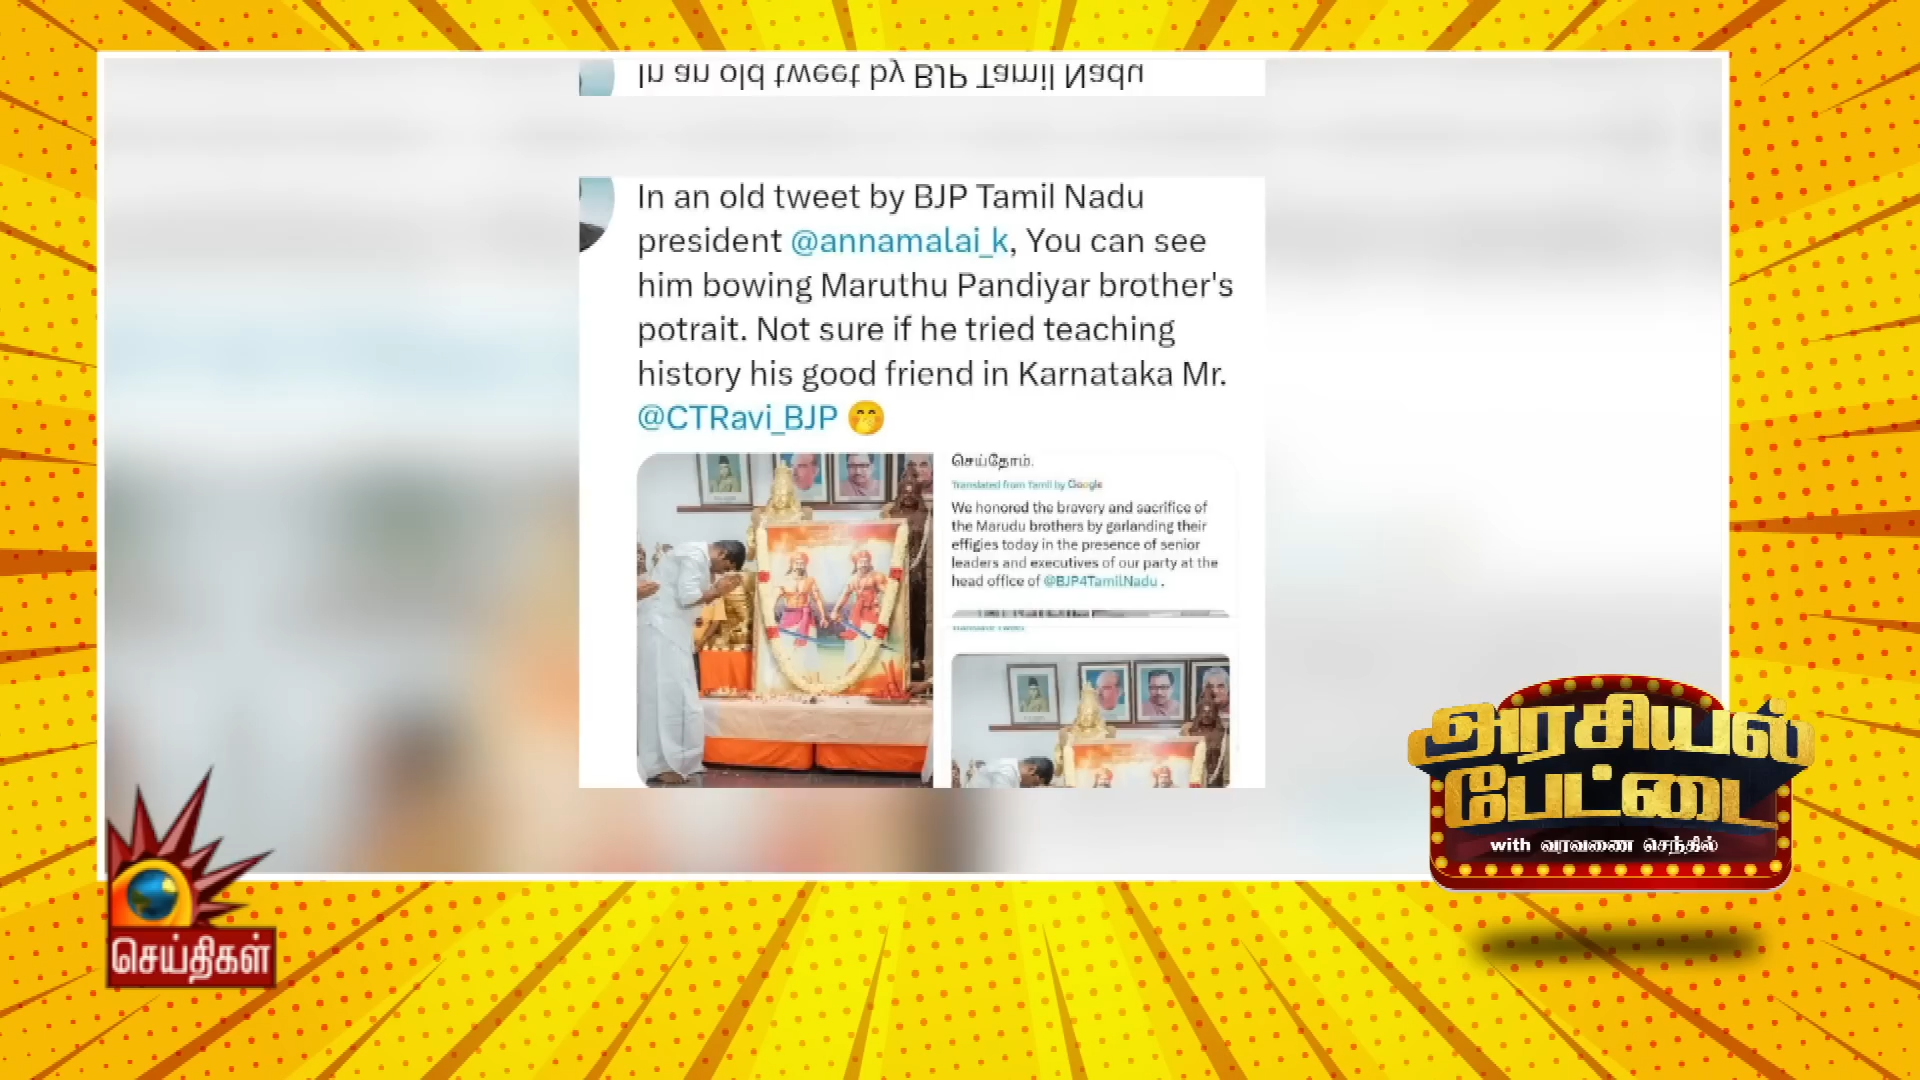 In an old tweet by BJP Tamil Nadu
In an old tweet by BJP Tamil Nadu
president @annamalai_k, You can see
him bowing Maruthu Pandiyar brother's
potrait. Not sure if he tried teaching
history his good friend in Karnataka Mr.
@CTRavi_BJP 🤭
செய்தோம்.
Translated from Tamil by Google
We honored the bravery and sacrifice of
the Marudu brothers by garlanding their
effigies today in the presence of senior
leaders and executives of our party at the
head office of @BJP4TamilNadu .
Translate Tweet
அரசியல்
பேட்டை
with வரவணை செந்தில்
செய்திகள்